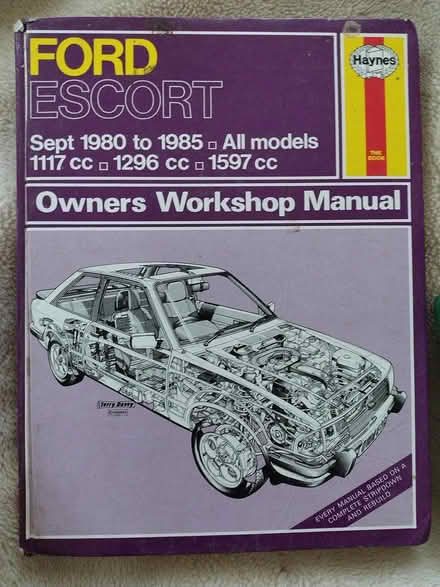 FORD
ESCORT
Haynes
THE
BOOK
Sept 1980 to 1985 ▫ All models
1117 cc ▫ 1296 cc ▫ 1597 cc
Owners Workshop Manual
Terry Davey
EVERY MANUAL BASED ON A
COMPLETE STRIPDOWN
AND REBUILD